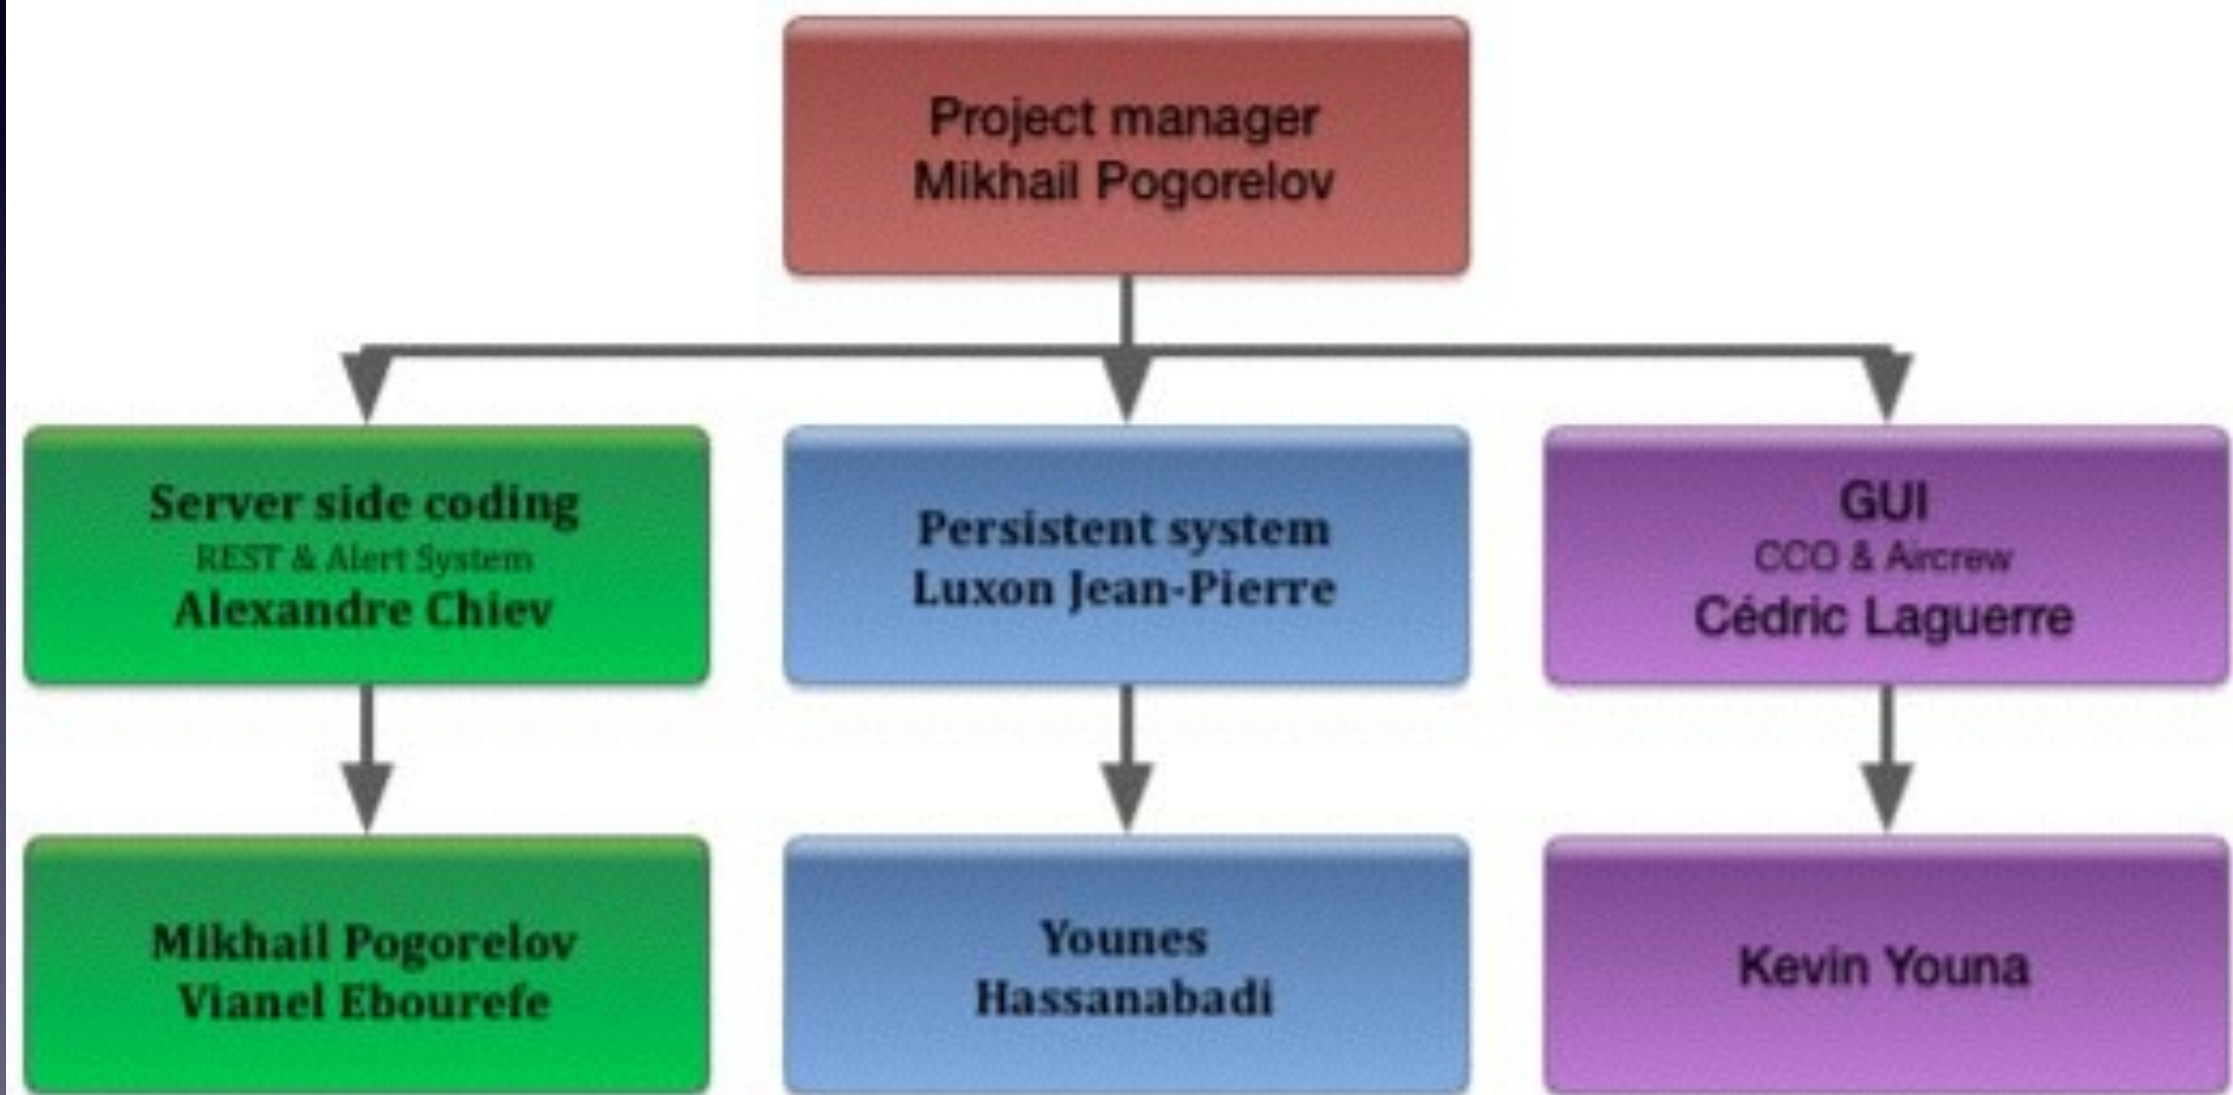 Project manager
Mikhail Pogorelov
Server side coding
REST & Alert System
Alexandre Chiev
Persistent system
Luxon Jean-Pierre
GUI
CCO & Aircrew
Cédric Laguerre
Mikhail Pogorelov
Vianel Ebourefe
Younes
Hassanabadi
Kevin Youna